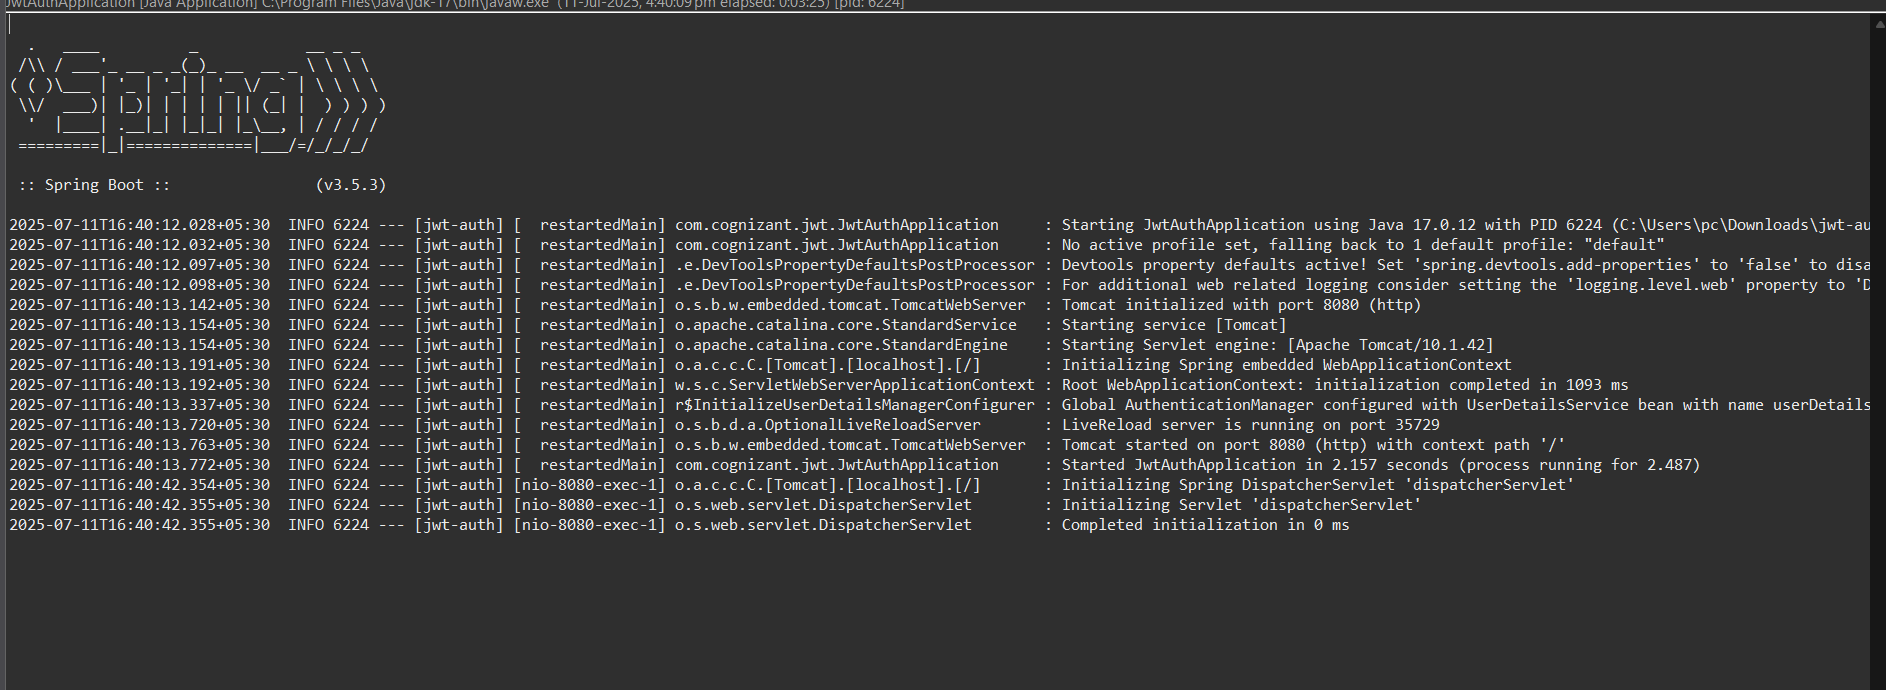 JwtAuthApplication [Java Application] C:\Program Files\Java\jdk-17\bin\javaw.exe (11-Jul-2025, 4:40:09 pm elapsed: 0:03:25) [pid: 6224]
  .   ____          _            __ _ _
 /\\ / ___'_ __ _ _(_)_ __  __ _ \ \ \ \
( ( )\___ | '_ | '_| | '_ \/ _` | \ \ \ \
 \\/  ___)| |_)| | | | | || (_| |  ) ) ) )
  '  |____| .__|_| |_|_| |_\__, | / / / /
 =========|_|==============|___/=/_/_/_/
 :: Spring Boot ::                (v3.5.3)
2025-07-11T16:40:12.028+05:30  INFO 6224 --- [jwt-auth] [  restartedMain] com.cognizant.jwt.JwtAuthApplication     : Starting JwtAuthApplication using Java 17.0.12 with PID 6224 (C:\Users\pc\Downloads\jwt-au
2025-07-11T16:40:12.032+05:30  INFO 6224 --- [jwt-auth] [  restartedMain] com.cognizant.jwt.JwtAuthApplication     : No active profile set, falling back to 1 default profile: "default"
2025-07-11T16:40:12.097+05:30  INFO 6224 --- [jwt-auth] [  restartedMain] .e.DevToolsPropertyDefaultsPostProcessor : Devtools property defaults active! Set 'spring.devtools.add-properties' to 'false' to disa
2025-07-11T16:40:12.098+05:30  INFO 6224 --- [jwt-auth] [  restartedMain] .e.DevToolsPropertyDefaultsPostProcessor : For additional web related logging consider setting the 'logging.level.web' property to 'D
2025-07-11T16:40:13.142+05:30  INFO 6224 --- [jwt-auth] [  restartedMain] o.s.b.w.embedded.tomcat.TomcatWebServer  : Tomcat initialized with port 8080 (http)
2025-07-11T16:40:13.154+05:30  INFO 6224 --- [jwt-auth] [  restartedMain] o.apache.catalina.core.StandardService   : Starting service [Tomcat]
2025-07-11T16:40:13.154+05:30  INFO 6224 --- [jwt-auth] [  restartedMain] o.apache.catalina.core.StandardEngine    : Starting Servlet engine: [Apache Tomcat/10.1.42]
2025-07-11T16:40:13.191+05:30  INFO 6224 --- [jwt-auth] [  restartedMain] o.a.c.c.C.[Tomcat].[localhost].[/]       : Initializing Spring embedded WebApplicationContext
2025-07-11T16:40:13.192+05:30  INFO 6224 --- [jwt-auth] [  restartedMain] w.s.c.ServletWebServerApplicationContext : Root WebApplicationContext: initialization completed in 1093 ms
2025-07-11T16:40:13.337+05:30  INFO 6224 --- [jwt-auth] [  restartedMain] r$InitializeUserDetailsManagerConfigurer : Global AuthenticationManager configured with UserDetailsService bean with name userDetails
2025-07-11T16:40:13.720+05:30  INFO 6224 --- [jwt-auth] [  restartedMain] o.s.b.d.a.OptionalLiveReloadServer       : LiveReload server is running on port 35729
2025-07-11T16:40:13.763+05:30  INFO 6224 --- [jwt-auth] [  restartedMain] o.s.b.w.embedded.tomcat.TomcatWebServer  : Tomcat started on port 8080 (http) with context path '/'
2025-07-11T16:40:13.772+05:30  INFO 6224 --- [jwt-auth] [  restartedMain] com.cognizant.jwt.JwtAuthApplication     : Started JwtAuthApplication in 2.157 seconds (process running for 2.487)
2025-07-11T16:40:42.354+05:30  INFO 6224 --- [jwt-auth] [nio-8080-exec-1] o.a.c.c.C.[Tomcat].[localhost].[/]       : Initializing Spring DispatcherServlet 'dispatcherServlet'
2025-07-11T16:40:42.355+05:30  INFO 6224 --- [jwt-auth] [nio-8080-exec-1] o.s.web.servlet.DispatcherServlet        : Initializing Servlet 'dispatcherServlet'
2025-07-11T16:40:42.355+05:30  INFO 6224 --- [jwt-auth] [nio-8080-exec-1] o.s.web.servlet.DispatcherServlet        : Completed initialization in 0 ms